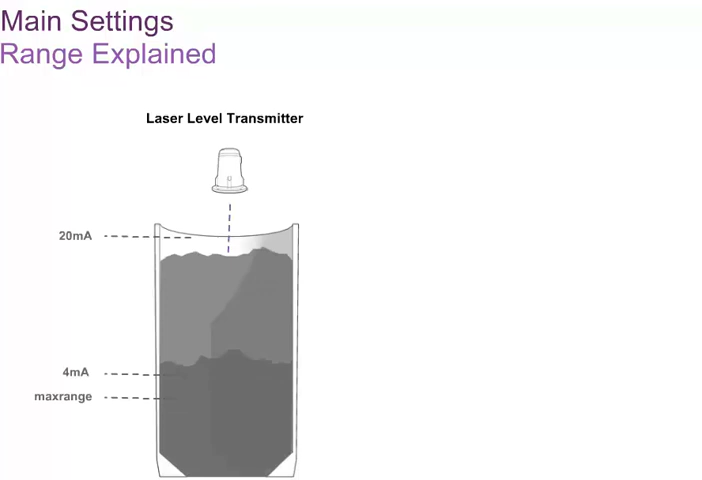 Main Settings
Range Explained
Laser Level Transmitter
20mA
4mA
maxrange